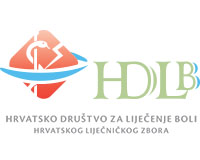 HDLB
HRVATSKO DRUŠTVO ZA LIJEČENJE BOLI
HRVATSKOG LIJEČNIČKOG ZBORA